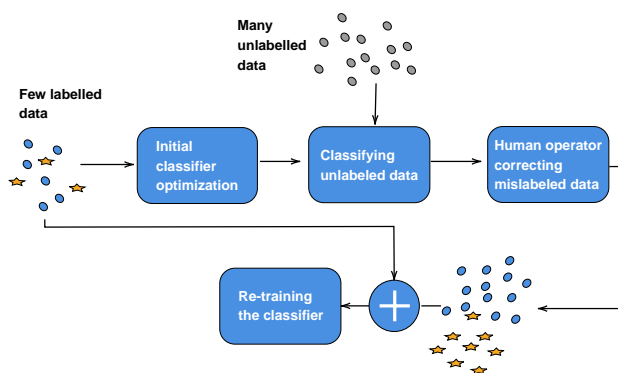 Many
unlabelled
data
Few labelled
data
Initial
classifier
optimization
Classifying
unlabeled data
Human operator
correcting
mislabeled data
Re-training
the classifier